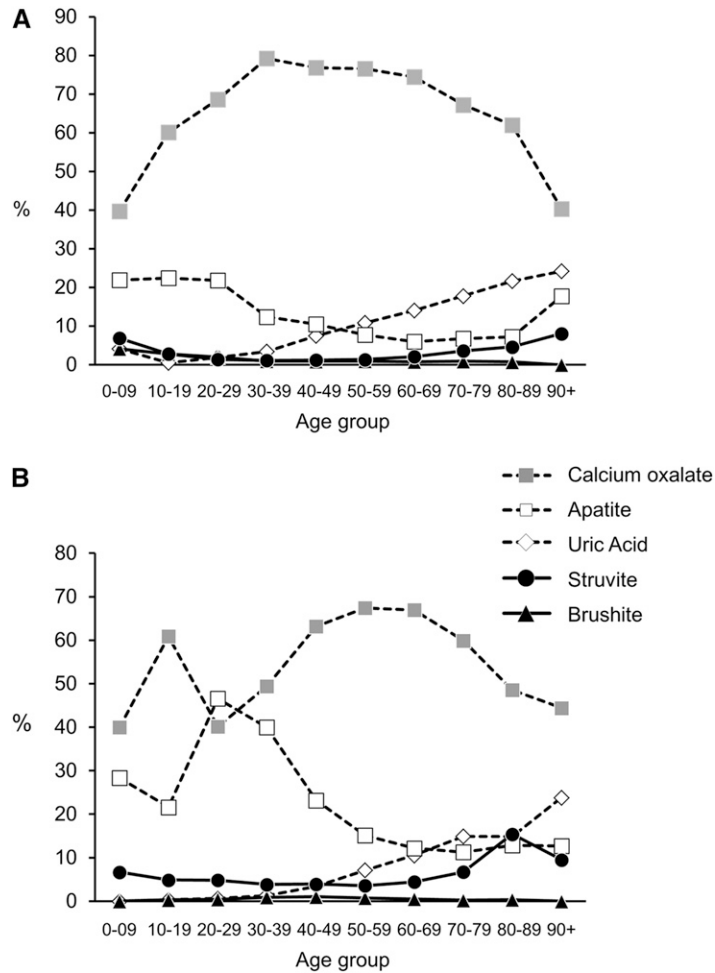 A
90
80
70
60
50
40
30
20
10
0
%
0-09 10-19 20-29 30-39 40-49 50-59 60-69 70-79 80-89 90+
Age group
B
Calcium oxalate
Apatite
Uric Acid
Struvite
Brushite
80
70
60
50
40
30
20
10
0
%
0-09 10-19 20-29 30-39 40-49 50-59 60-69 70-79 80-89 90+
Age group